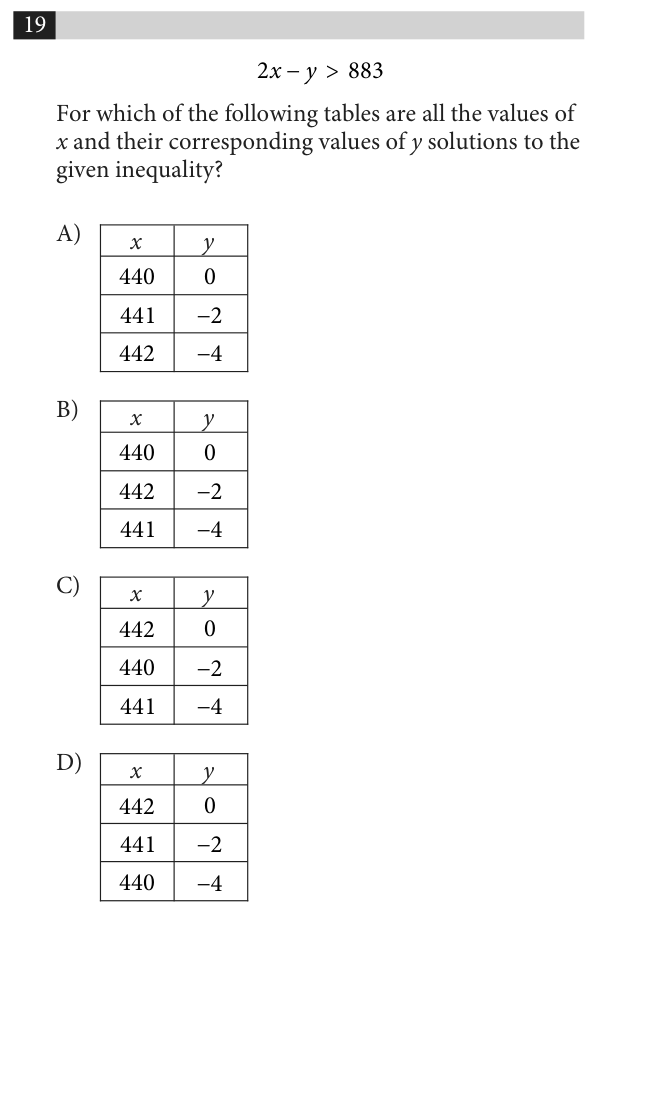 19
2x − y > 883
For which of the following tables are all the values of
x and their corresponding values of y solutions to the
given inequality?
A)
x y
440 0
441 −2
442 −4
B)
x y
440 0
442 −2
441 −4
C)
x y
442 0
440 −2
441 −4
D)
x y
442 0
441 −2
440 −4